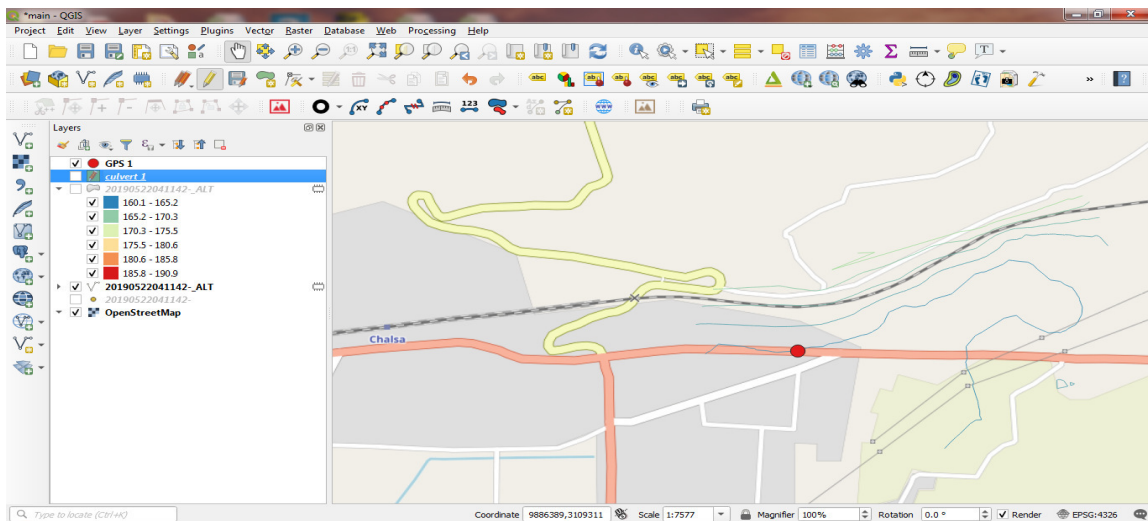 *main - QGIS
Project Edit View Layer Settings Plugins Vector Raster Database Web Processing Help
Layers
GPS 1
culvert 1
20190522041142-_ALT
160.1 - 165.2
165.2 - 170.3
170.3 - 175.5
175.5 - 180.6
180.6 - 185.8
185.8 - 190.9
20190522041142-_ALT
20190522041142-
OpenStreetMap
Chalsa
Type to locate (Ctrl+K)
Coordinate 9886389,3109311 Scale 1:7577 Magnifier 100% Rotation 0.0 ° Render EPSG:4326